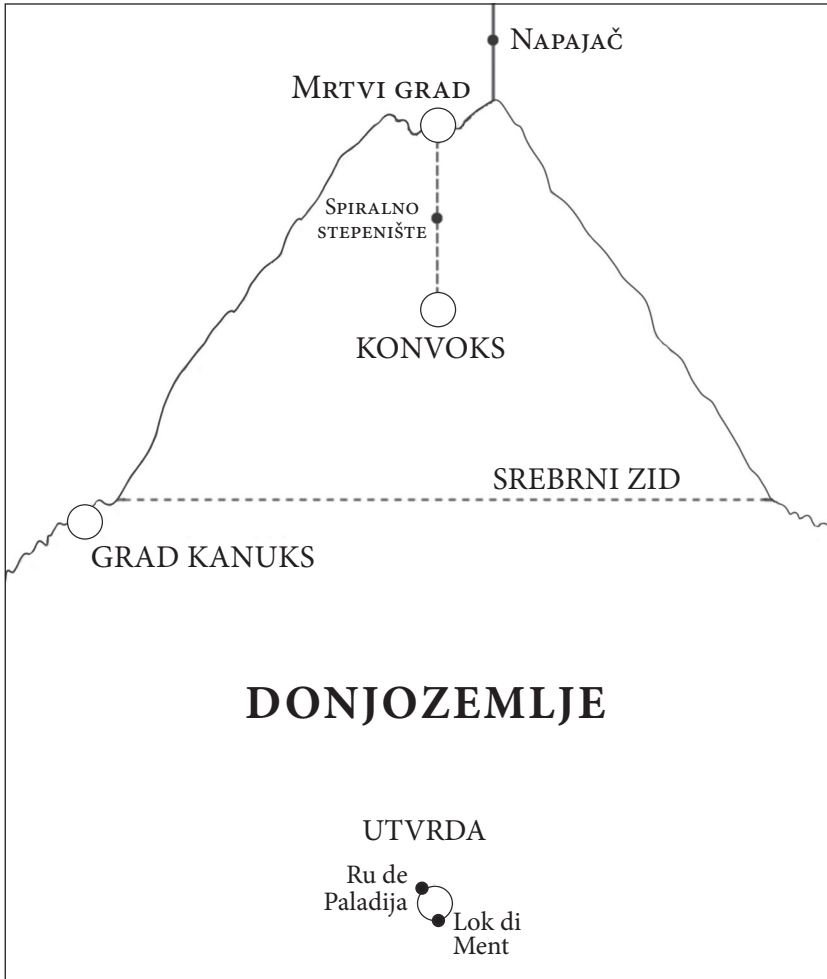 Napajač
Mrtvi grad
Spiralno
stepenište
KONVOKS
SREBRNI ZID
GRAD KANUKS
DONJOZEMLJE
UTVRDA
Ru de
Paladija
Lok di
Ment